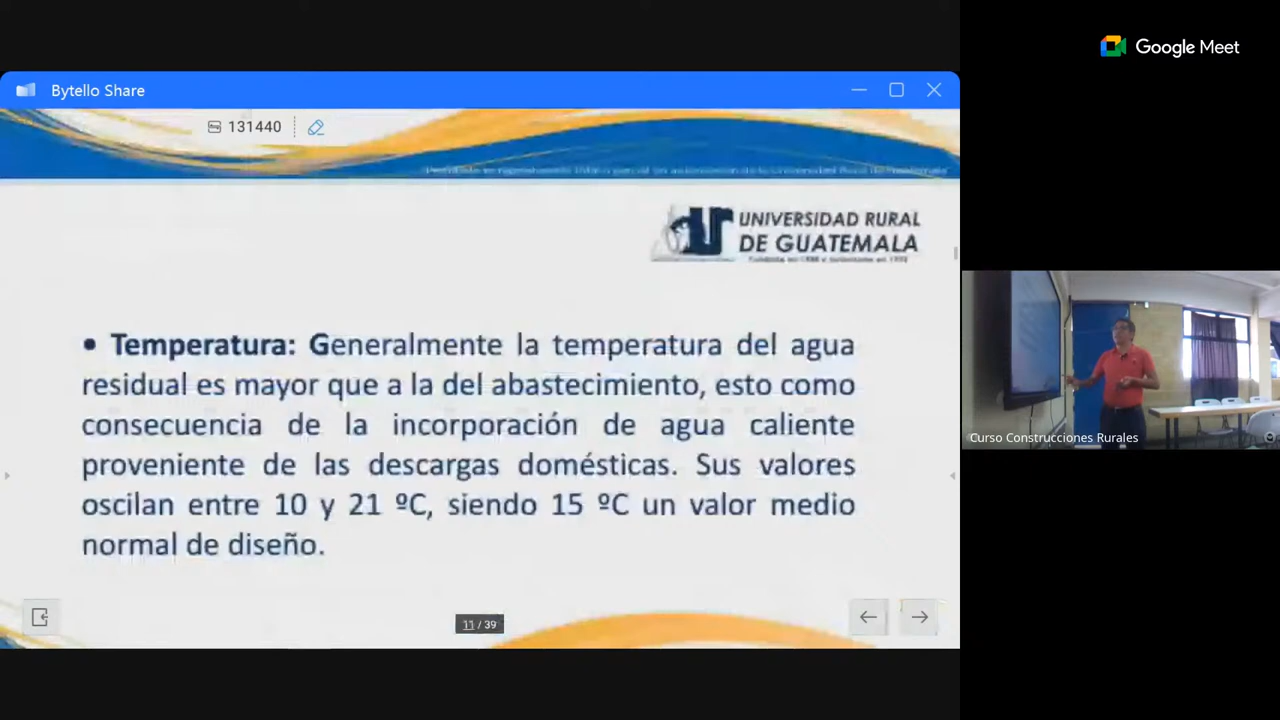 Google Meet
Bytello Share
131440
UNIVERSIDAD RURAL
DE GUATEMALA
• Temperatura: Generalmente la temperatura del agua
residual es mayor que a la del abastecimiento, esto como
consecuencia de la incorporación de agua caliente
proveniente de las descargas domésticas. Sus valores
oscilan entre 10 y 21 ºC, siendo 15 ºC un valor medio
normal de diseño.
Curso Construcciones Rurales
11 / 39